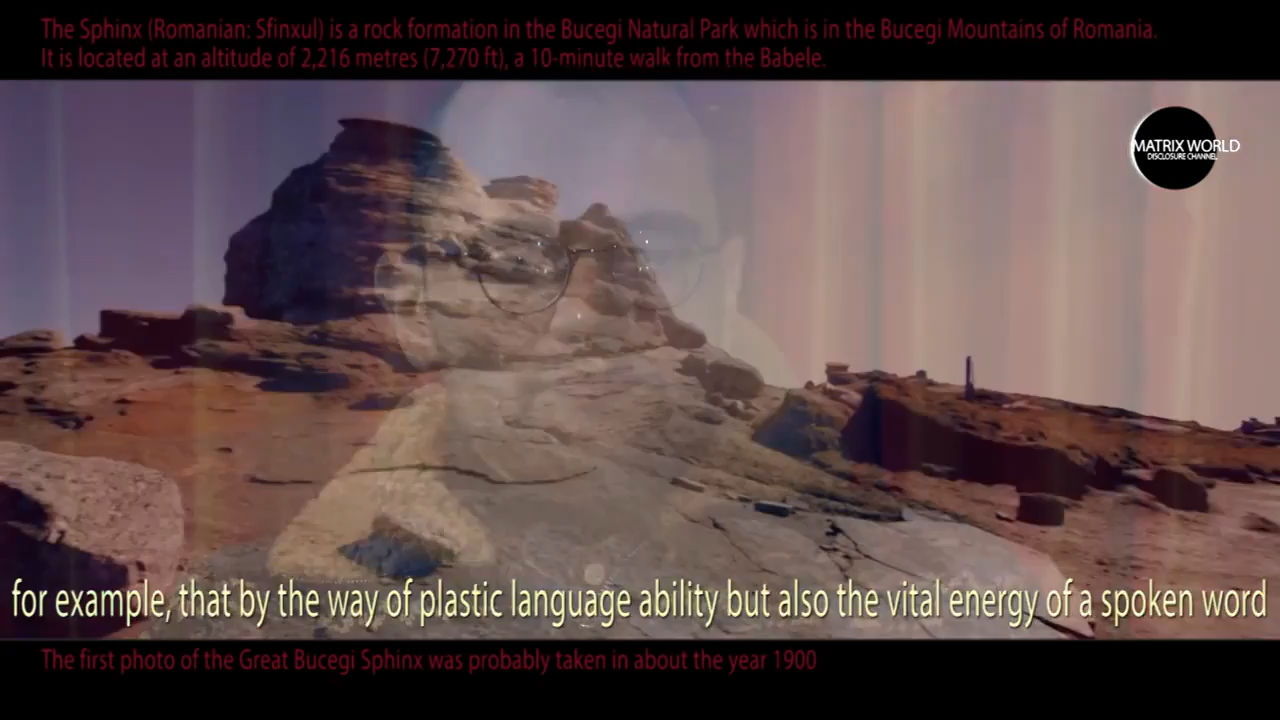 The Sphinx (Romanian: Sfinxul) is a rock formation in the Bucegi Natural Park which is in the Bucegi Mountains of Romania.
It is located at an altitude of 2,216 metres (7,270 ft), a 10-minute walk from the Babele.
MATRIX WORLD
DISCLOSURE CHANNEL
for example, that by the way of plastic language ability but also the vital energy of a spoken word
The first photo of the Great Bucegi Sphinx was probably taken in about the year 1900